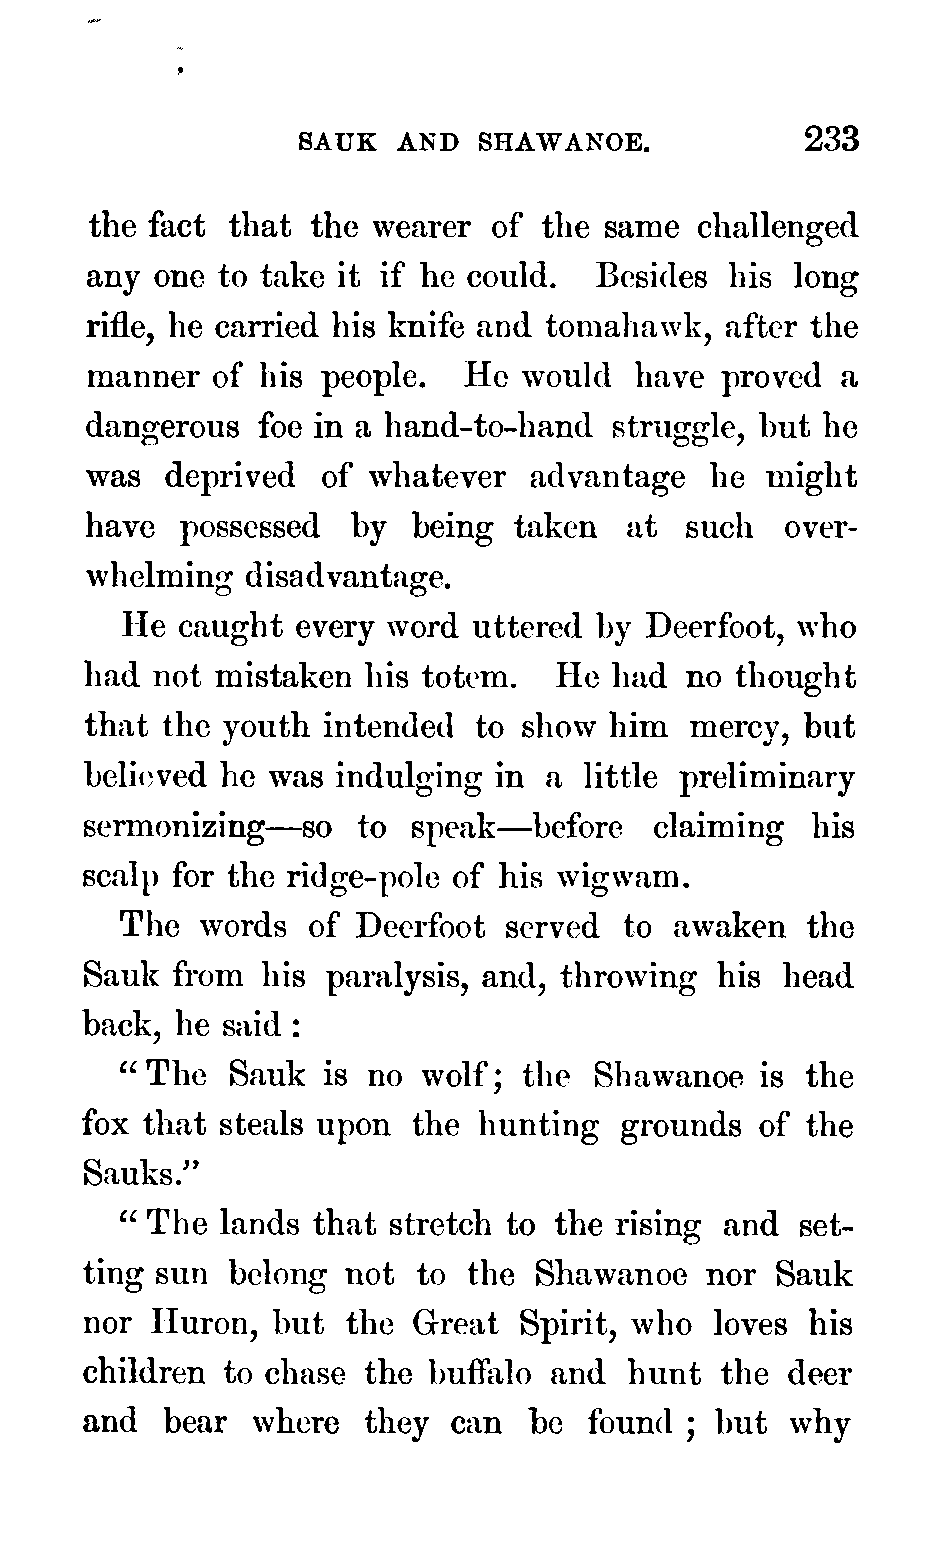 SAUK AND SHAWANOE. 233
the fact that the wearer of the same challenged
any one to take it if he could. Besides his long
rifle, he carried his knife and tomahawk, after the
manner of his people. He would have proved a
dangerous foe in a hand-to-hand struggle, but he
was deprived of whatever advantage he might
have possessed by being taken at such over-
whelming disadvantage.
He caught every word uttered by Deerfoot, who
had not mistaken his totem. He had no thought
that the youth intended to show him mercy, but
believed he was indulging in a little preliminary
sermonizing—so to speak—before claiming his
scalp for the ridge-pole of his wigwam.
The words of Deerfoot served to awaken the
Sauk from his paralysis, and, throwing his head
back, he said :
“ The Sauk is no wolf; the Shawanoe is the
fox that steals upon the hunting grounds of the
Sauks.”
“ The lands that stretch to the rising and set-
ting sun belong not to the Shawanoe nor Sauk
nor Huron, but the Great Spirit, who loves his
children to chase the buffalo and hunt the deer
and bear where they can be found ; but why